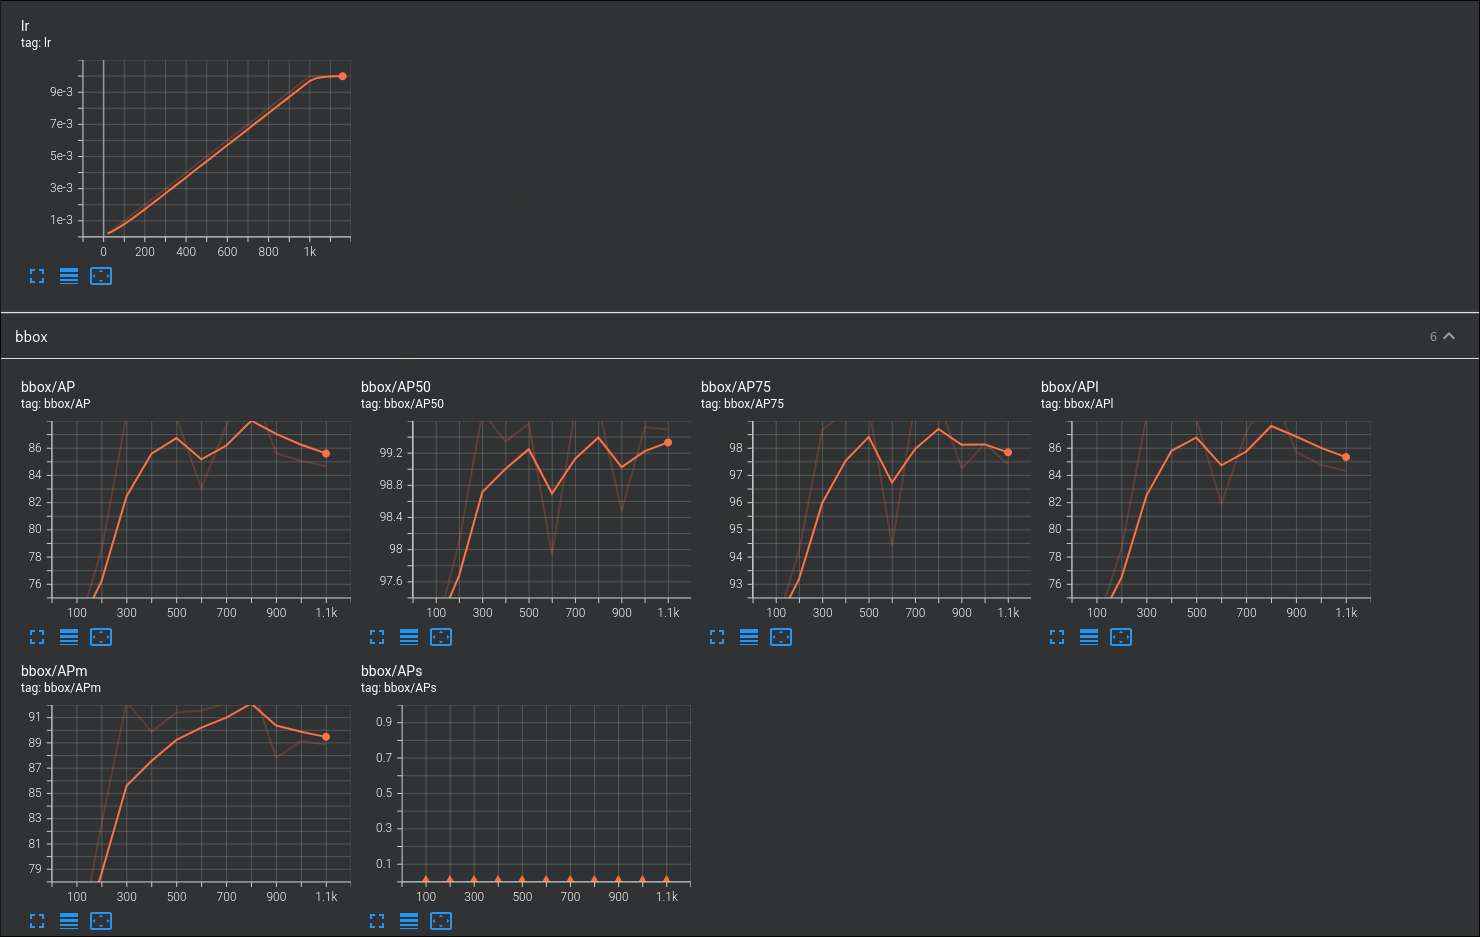 lr
tag: lr
9e-3
7e-3
5e-3
3e-3
1e-3
0 200 400 600 800 1k
bbox 6
bbox/AP
tag: bbox/AP
86
84
82
80
78
76
100 300 500 700 900 1.1k
bbox/AP50
tag: bbox/AP50
99.2
98.8
98.4
98
97.6
100 300 500 700 900 1.1k
bbox/AP75
tag: bbox/AP75
98
97
96
95
94
93
100 300 500 700 900 1.1k
bbox/APl
tag: bbox/APl
86
84
82
80
78
76
100 300 500 700 900 1.1k
bbox/APm
tag: bbox/APm
91
89
87
85
83
81
79
100 300 500 700 900 1.1k
bbox/APs
tag: bbox/APs
0.9
0.7
0.5
0.3
0.1
100 300 500 700 900 1.1k